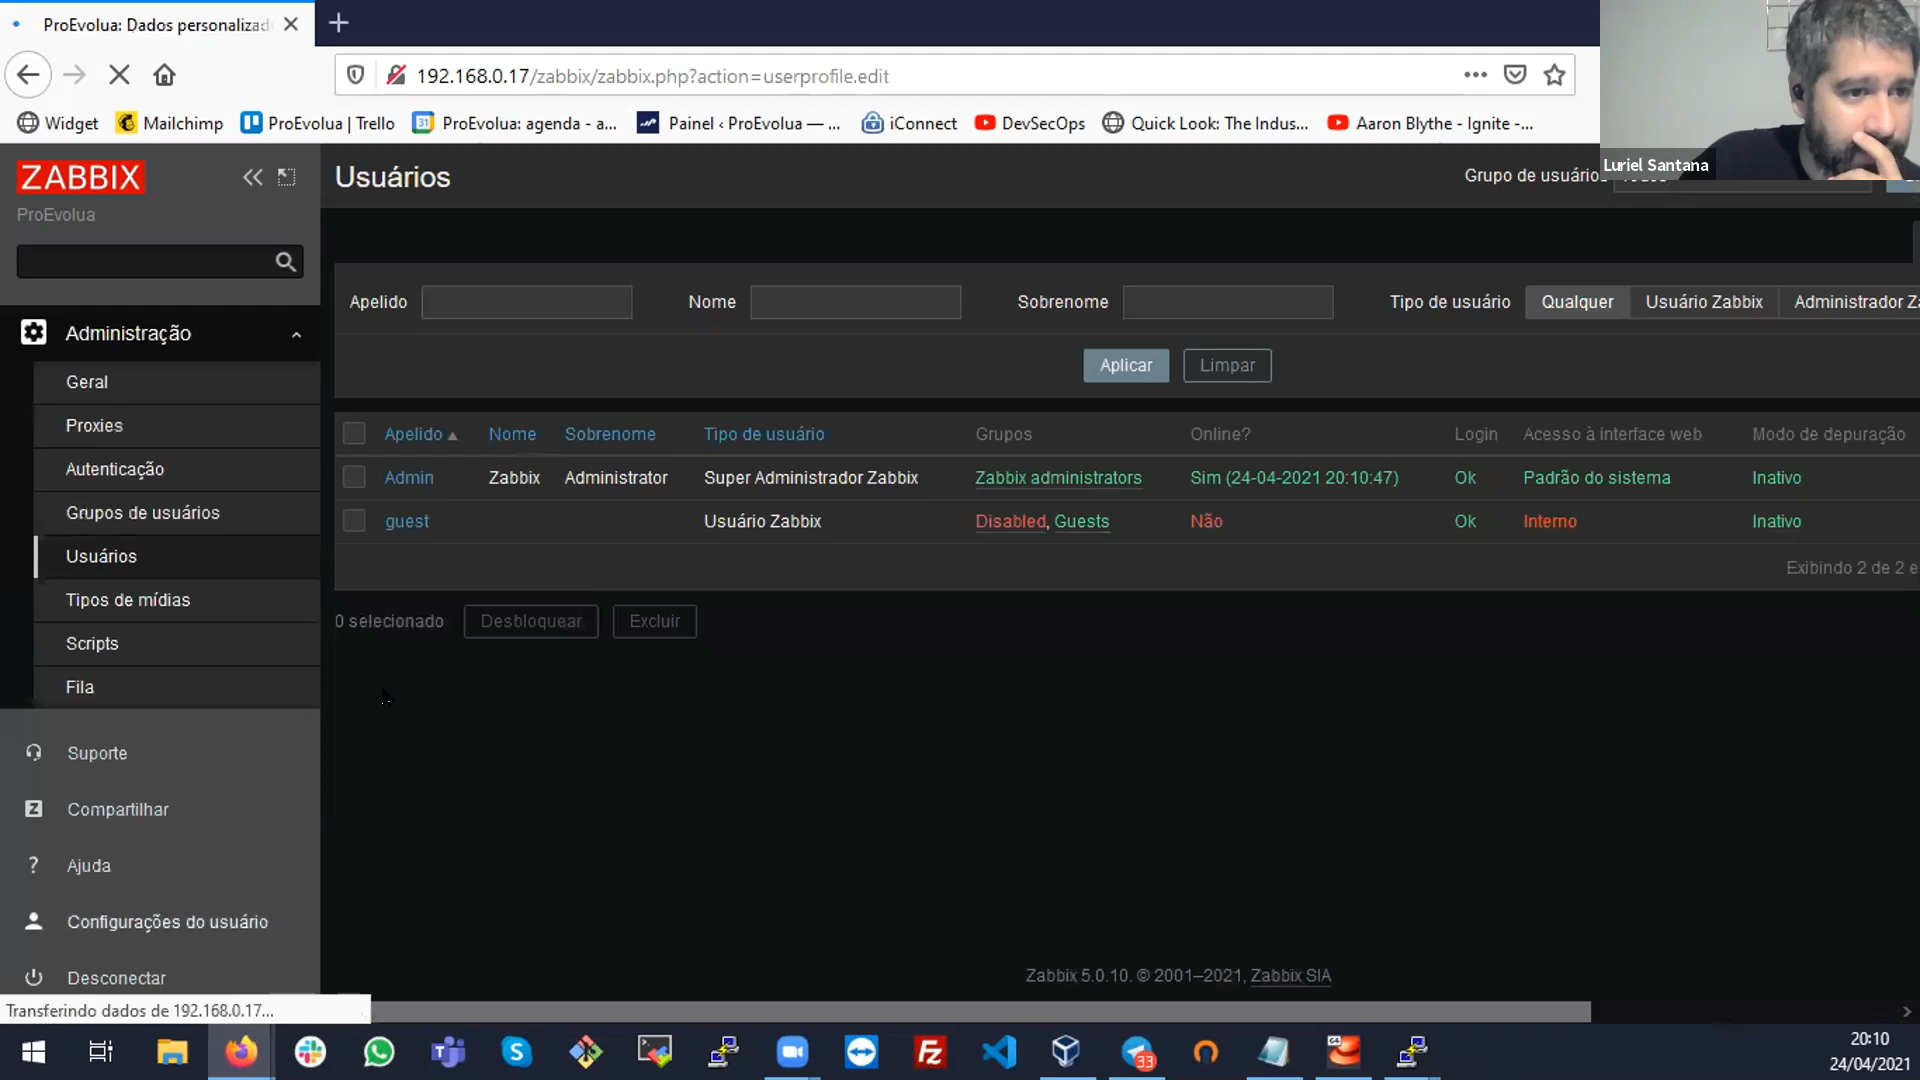 ProEvolua: Dados personalizad
192.168.0.17/zabbix/zabbix.php?action=userprofile.edit
Widget
Mailchimp
ProEvolua | Trello
31
ProEvolua: agenda - a...
Painel ‹ ProEvolua — ...
iConnect
DevSecOps
Quick Look: The Indus...
Aaron Blythe - Ignite -...
Luriel Santana
ZABBIX
ProEvolua
Usuários
Grupo de usuários
Apelido
Nome
Sobrenome
Tipo de usuário
Qualquer
Usuário Zabbix
Administrador Za
Aplicar
Limpar
Administração
Geral
Proxies
Autenticação
Grupos de usuários
Usuários
Tipos de mídias
Scripts
Fila
Apelido Nome Sobrenome Tipo de usuário Grupos Online? Login Acesso à interface web Modo de depuração
Admin Zabbix Administrator Super Administrador Zabbix Zabbix administrators Sim (24-04-2021 20:10:47) Ok Padrão do sistema Inativo
guest Usuário Zabbix Disabled, Guests Não Ok Interno Inativo
Exibindo 2 de 2 e
0 selecionado
Desbloquear
Excluir
Suporte
Z
Compartilhar
? Ajuda
Configurações do usuário
Desconectar
Zabbix 5.0.10. © 2001–2021, Zabbix SIA
Transferindo dados de 192.168.0.17...
S
Fz
33
64
20:10
24/04/2021